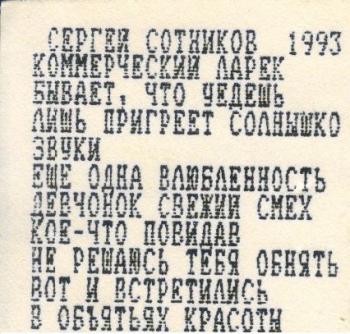 СЕРГЕЙ СОТНИКОВ 1993
КОММЕРЧЕСКИЙ ЛАРЕК
БЫВАЕТ, ЧТО УЕДЕШЬ
ЛИШЬ ПРИГРЕЕТ СОЛНЫШКО
ЗВУКИ
ЕЩЕ ОДНА ВЛЮБЛЕННОСТЬ
ДЕВЧОНОК СВЕЖИЙ СМЕХ
КОЕ-ЧТО ПОВИДАВ
НЕ РЕШАЮСЬ ТЕБЯ ОБНЯТЬ
ВОТ И ВСТРЕТИЛИСЬ
В ОБЪЯТЬЯХ КРАСОТЫ